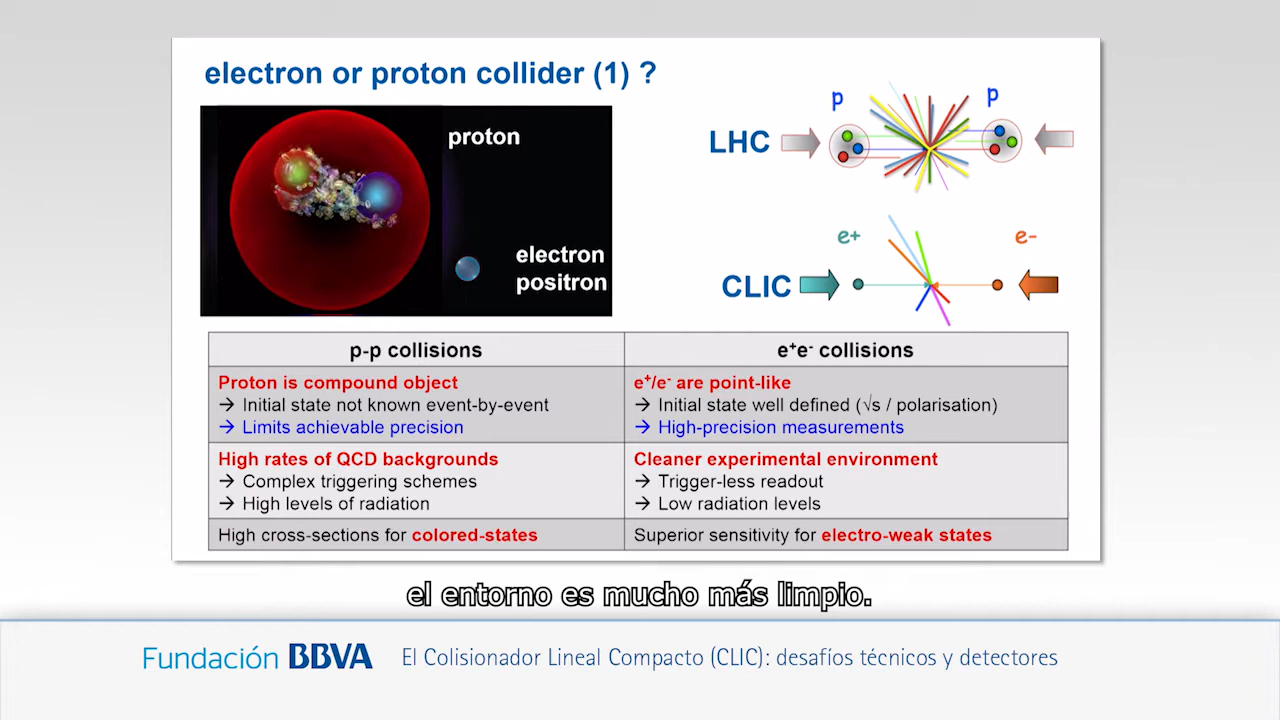 electron or proton collider (1) ?
proton
electron
positron
p
p
LHC
e+
e-
CLIC
p-p collisions
e⁺e⁻ collisions
Proton is compound object
→ Initial state not known event-by-event
→ Limits achievable precision
e⁺/e⁻ are point-like
→ Initial state well defined (√s / polarisation)
→ High-precision measurements
High rates of QCD backgrounds
→ Complex triggering schemes
→ High levels of radiation
Cleaner experimental environment
→ Trigger-less readout
→ Low radiation levels
High cross-sections for colored-states
Superior sensitivity for electro-weak states
el entorno es mucho más limpio.
Fundación BBVA
El Colisionador Lineal Compacto (CLIC): desafíos técnicos y detectores